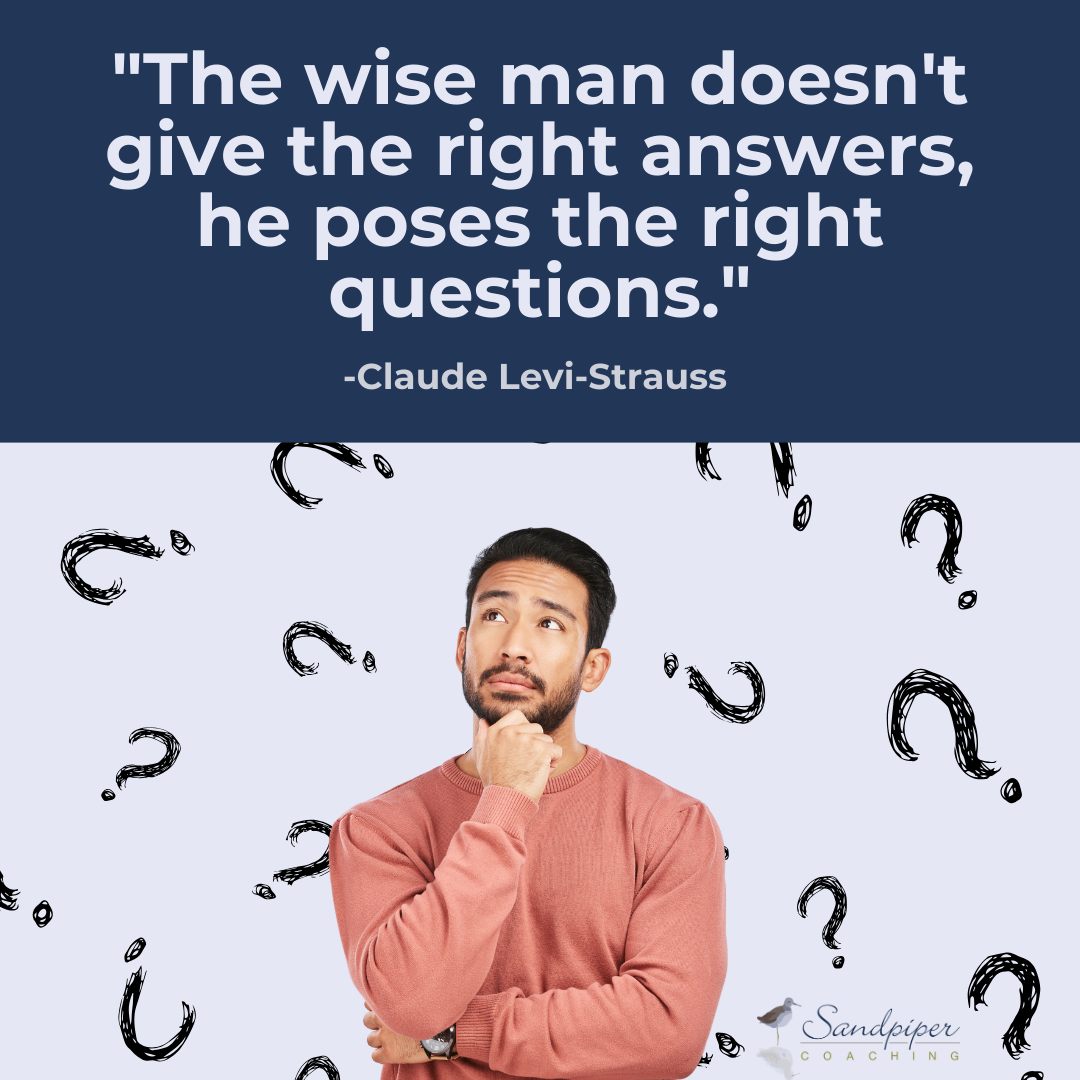 "The wise man doesn't
give the right answers,
he poses the right
questions."
-Claude Levi-Strauss
Sandpiper
COACHING